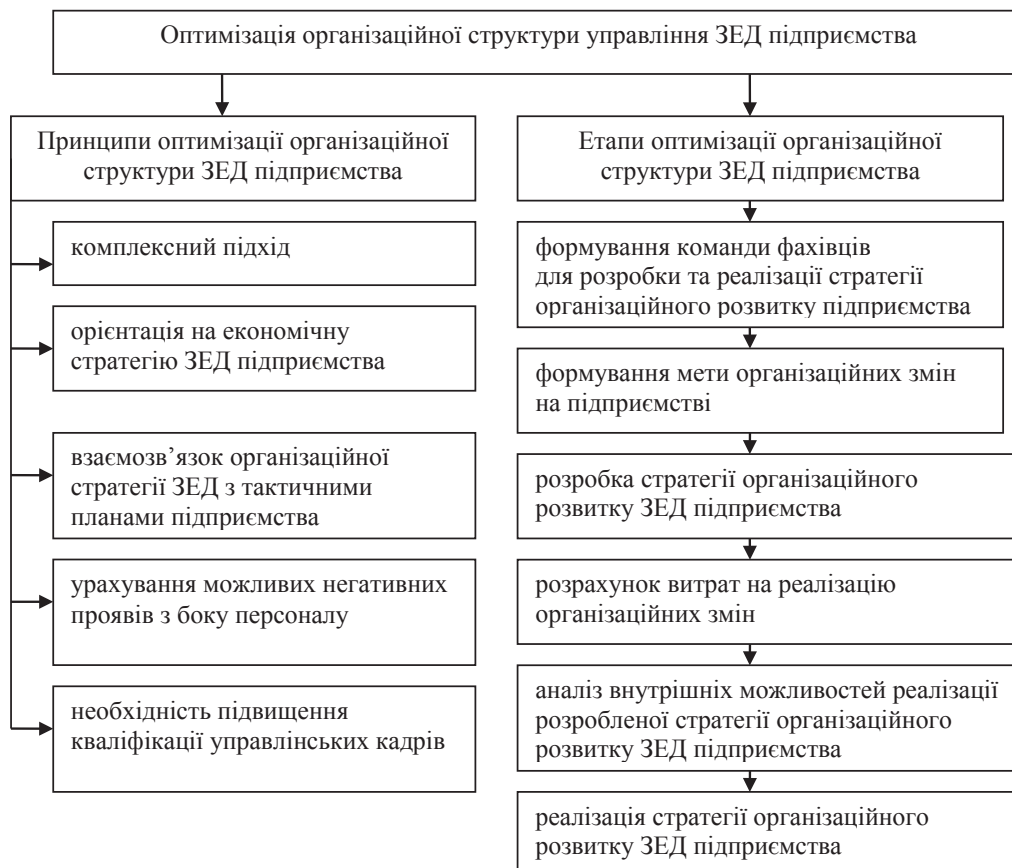 Оптимізація організаційної структури управління ЗЕД підприємства
Принципи оптимізації організаційної
структури ЗЕД підприємства
комплексний підхід
орієнтація на економічну
стратегію ЗЕД підприємства
взаємозв’язок організаційної
стратегії ЗЕД з тактичними
планами підприємства
урахування можливих негативних
проявів з боку персоналу
необхідність підвищення
кваліфікації управлінських кадрів
Етапи оптимізації організаційної
структури ЗЕД підприємства
формування команди фахівців
для розробки та реалізації стратегії
організаційного розвитку підприємства
формування мети організаційних змін
на підприємстві
розробка стратегії організаційного
розвитку ЗЕД підприємства
розрахунок витрат на реалізацію
організаційних змін
аналіз внутрішніх можливостей реалізації
розробленої стратегії організаційного
розвитку ЗЕД підприємства
реалізація стратегії організаційного
розвитку ЗЕД підприємства